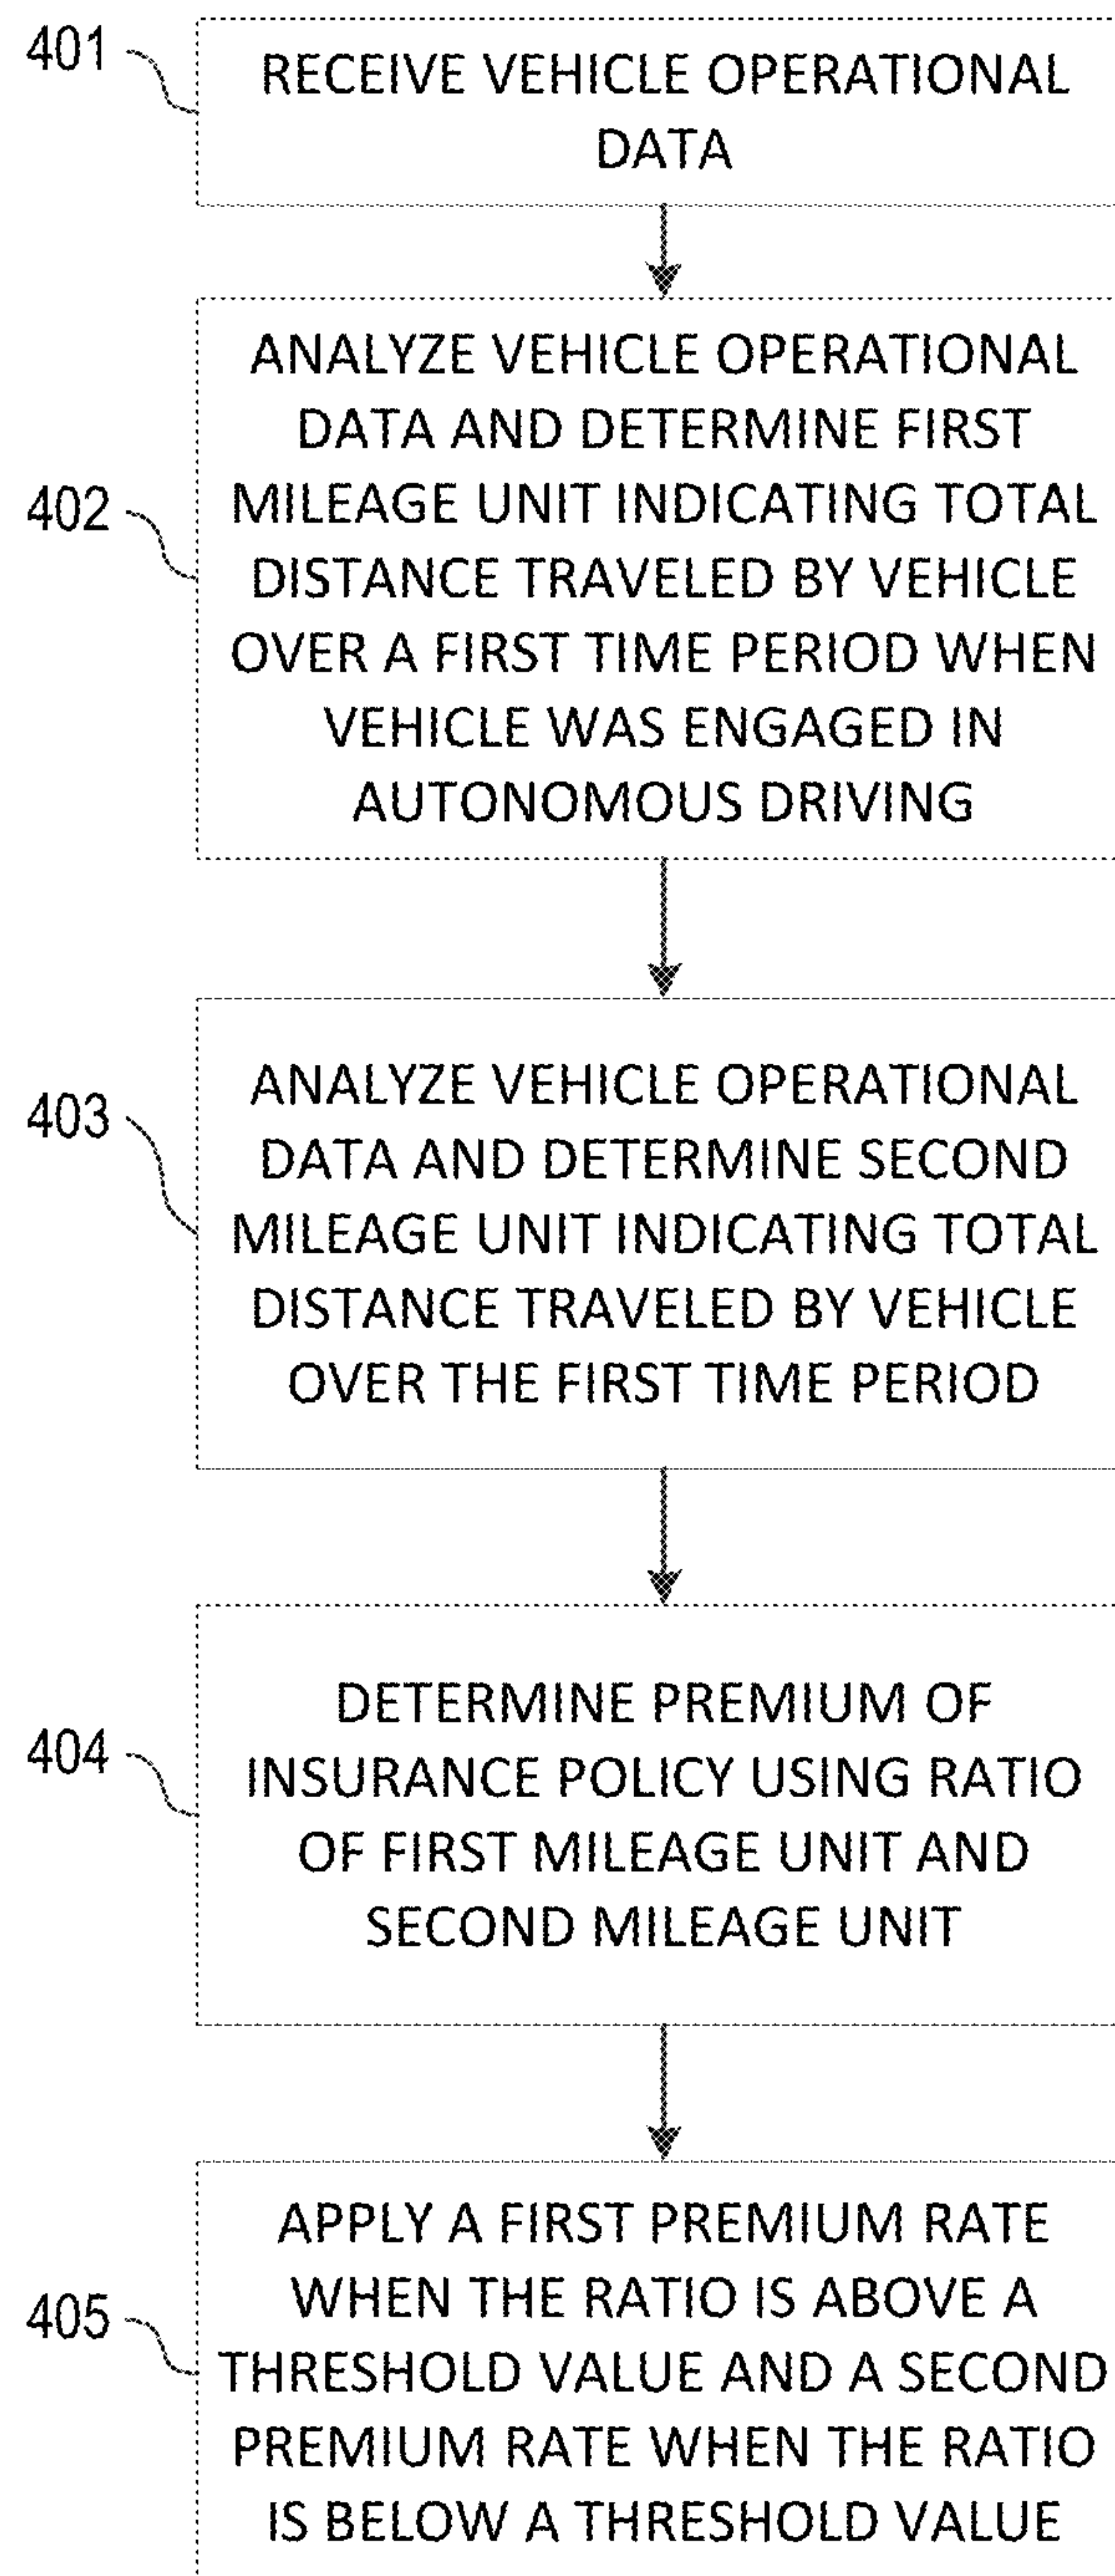 401
RECEIVE VEHICLE OPERATIONAL
DATA
402
ANALYZE VEHICLE OPERATIONAL
DATA AND DETERMINE FIRST
MILEAGE UNIT INDICATING TOTAL
DISTANCE TRAVELED BY VEHICLE
OVER A FIRST TIME PERIOD WHEN
VEHICLE WAS ENGAGED IN
AUTONOMOUS DRIVING
403
ANALYZE VEHICLE OPERATIONAL
DATA AND DETERMINE SECOND
MILEAGE UNIT INDICATING TOTAL
DISTANCE TRAVELED BY VEHICLE
OVER THE FIRST TIME PERIOD
404
DETERMINE PREMIUM OF
INSURANCE POLICY USING RATIO
OF FIRST MILEAGE UNIT AND
SECOND MILEAGE UNIT
405
APPLY A FIRST PREMIUM RATE
WHEN THE RATIO IS ABOVE A
THRESHOLD VALUE AND A SECOND
PREMIUM RATE WHEN THE RATIO
IS BELOW A THRESHOLD VALUE